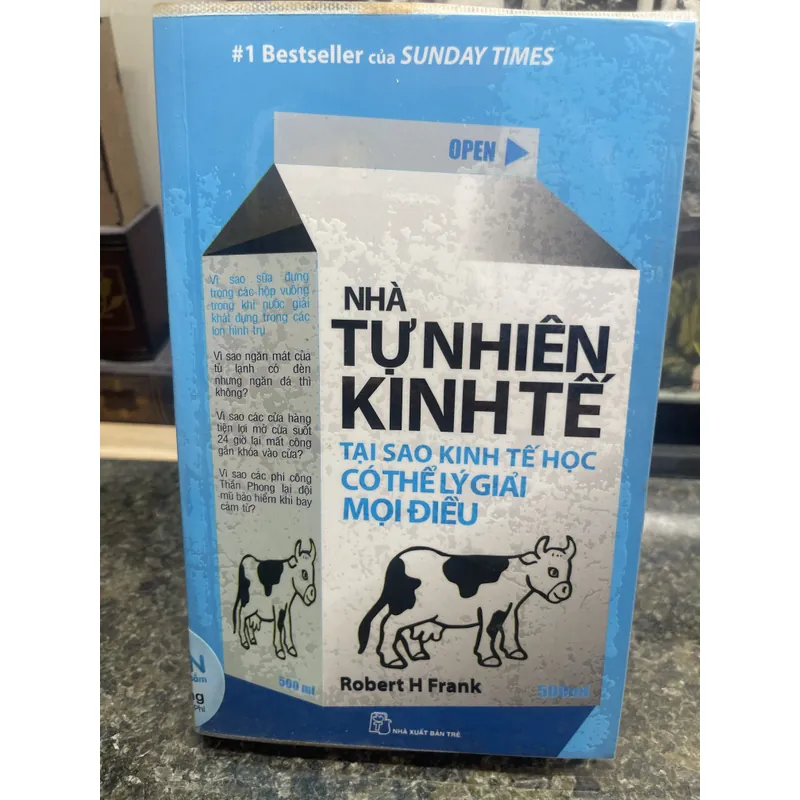 #1 Bestseller của SUNDAY TIMES
OPEN
NHÀ
TỰ NHIÊN
KINH TẾ
TẠI SAO KINH TẾ HỌC
CÓ THỂ LÝ GIẢI
MỌI ĐIỀU
Vì sao sữa đựng
trong các hộp vuông
trong khi nước giải
khát đựng trong các
lon hình trụ
Vì sao ngăn mát của
tủ lạnh có đèn
nhưng ngăn đá thì
không?
Vì sao các cửa hàng
tiện lợi mở cửa suốt
24 giờ lại mất công
gắn khóa vào cửa?
Vì sao các phi công
Thần Phong lại đội
mũ bảo hiểm khi bay
cảm tử?
500 ml
Robert H Frank
NHÀ XUẤT BẢN TRẺ